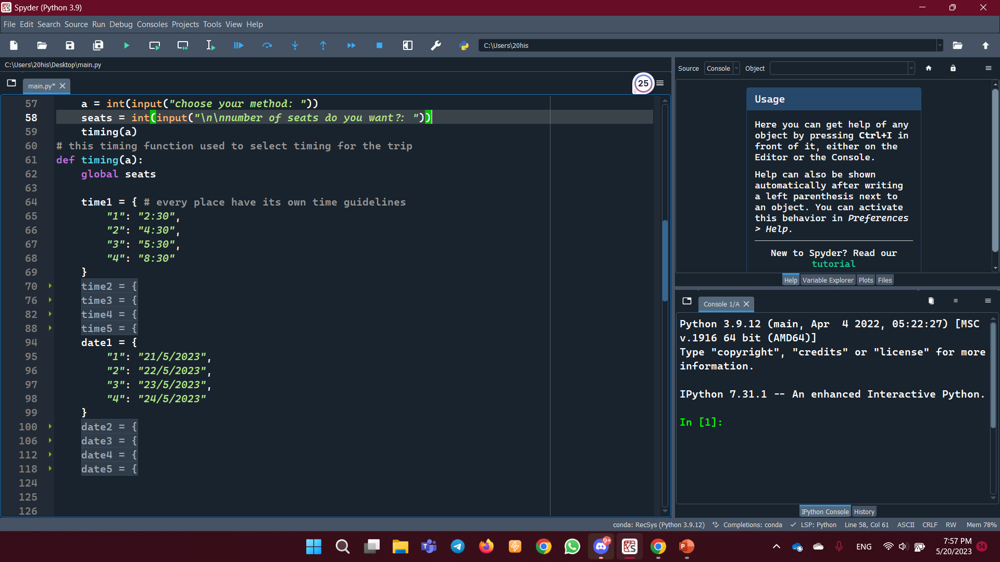 Spyder (Python 3.9)
File Edit Search Source Run Debug Consoles Projects Tools View Help
C:\Users\20his
C:\Users\20his\Desktop\main.py
main.py*
25
57 a = int(input("choose your method: "))
58 seats = int(input("\n\nnumber of seats do you want?: "))
59 timing(a)
60 # this timing function used to select timing for the trip
61 def timing(a):
62 global seats
63
64 time1 = { # every place have its own time guidelines
65 "1": "2:30",
66 "2": "4:30",
67 "3": "5:30",
68 "4": "8:30"
69 }
70 time2 = {
76 time3 = {
82 time4 = {
88 time5 = {
94 date1 = {
95 "1": "21/5/2023",
96 "2": "22/5/2023",
97 "3": "23/5/2023",
98 "4": "24/5/2023"
99 }
100 date2 = {
106 date3 = {
112 date4 = {
118 date5 = {
124
125
126
Source Console Object
Usage
Here you can get help of any
object by pressing Ctrl+I in
front of it, either on the
Editor or the Console.
Help can also be shown
automatically after writing
a left parenthesis next to
an object. You can activate
this behavior in Preferences
> Help.
New to Spyder? Read our
tutorial
Help Variable Explorer Plots Files
Console 1/A
Python 3.9.12 (main, Apr  4 2022, 05:22:27) [MSC
v.1916 64 bit (AMD64)]
Type "copyright", "credits" or "license" for more
information.
IPython 7.31.1 -- An enhanced Interactive Python.
In [1]:
IPython Console History
conda: RecSys (Python 3.9.12) Completions: conda LSP: Python Line 58, Col 61 ASCII CRLF RW Mem 78%
9+
ENG
7:57 PM
5/20/2023
14